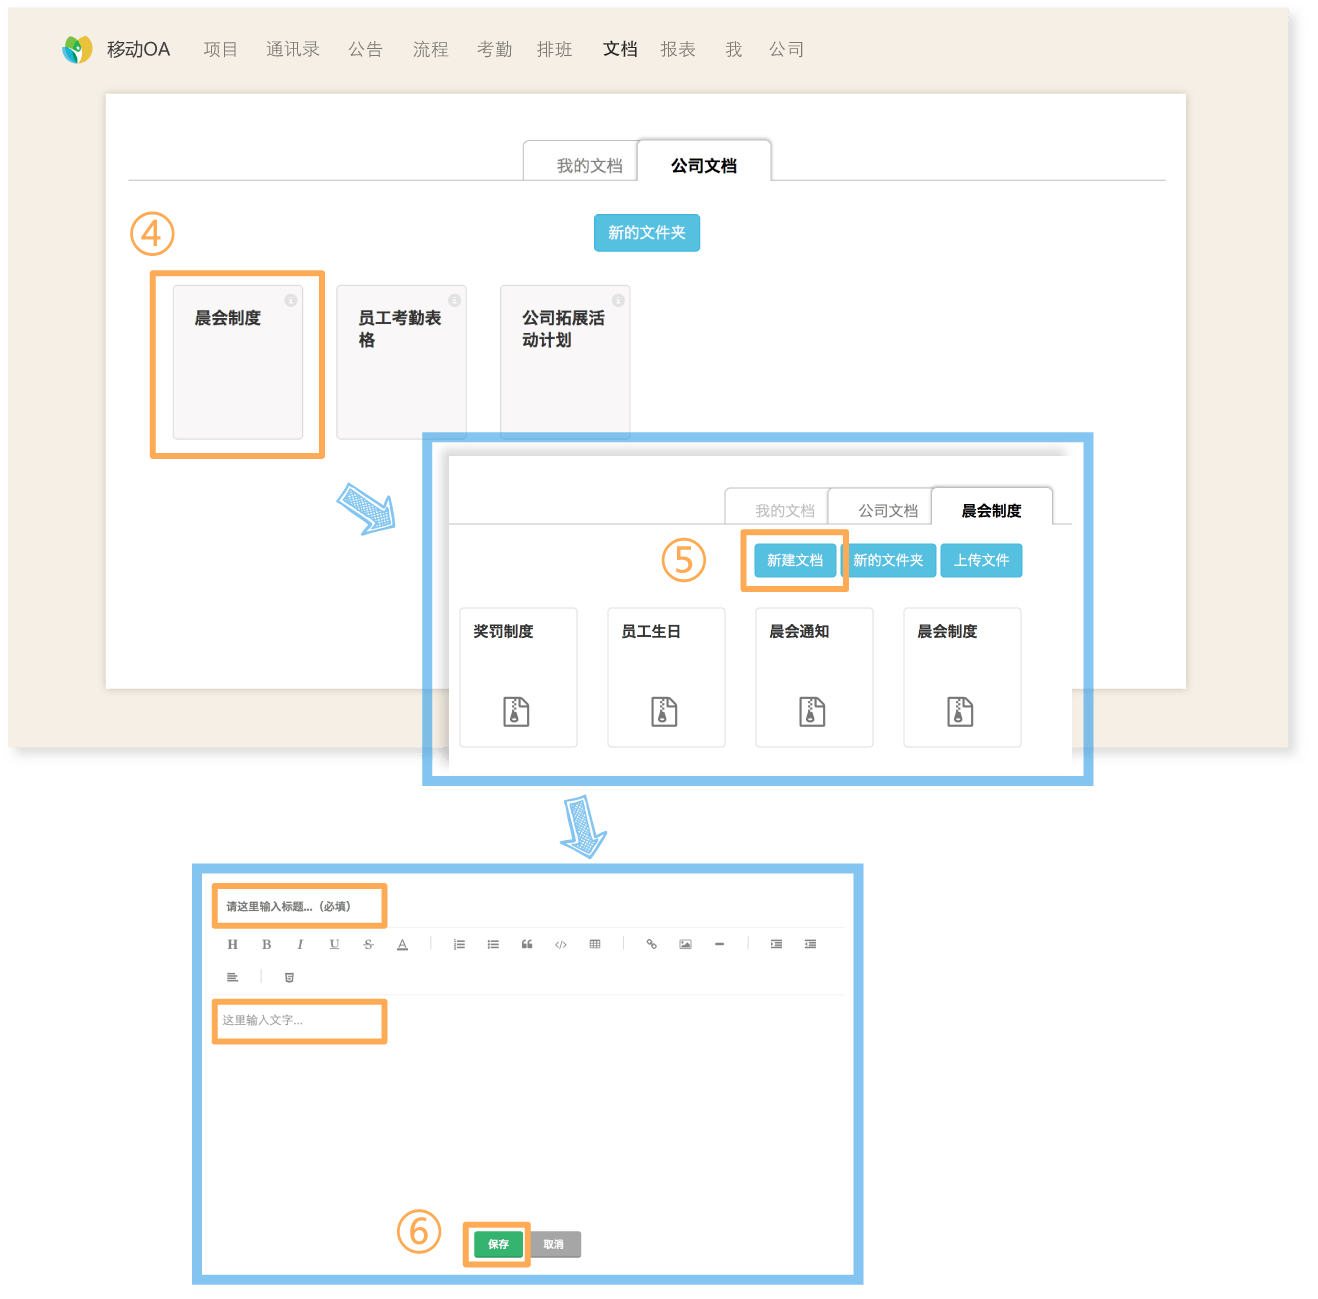 移动OA 项目 通讯录 公告 流程 考勤 排班 文档 报表 我 公司
我的文档 公司文档
④
新的文件夹
晨会制度
员工考勤表
格
公司拓展活
动计划
我的文档 公司文档 晨会制度
⑤
新建文档 新的文件夹 上传文件
奖罚制度 员工生日 晨会通知 晨会制度
请这里输入标题...（必填）
H B I U S A
这里输入文字...
⑥
保存 取消